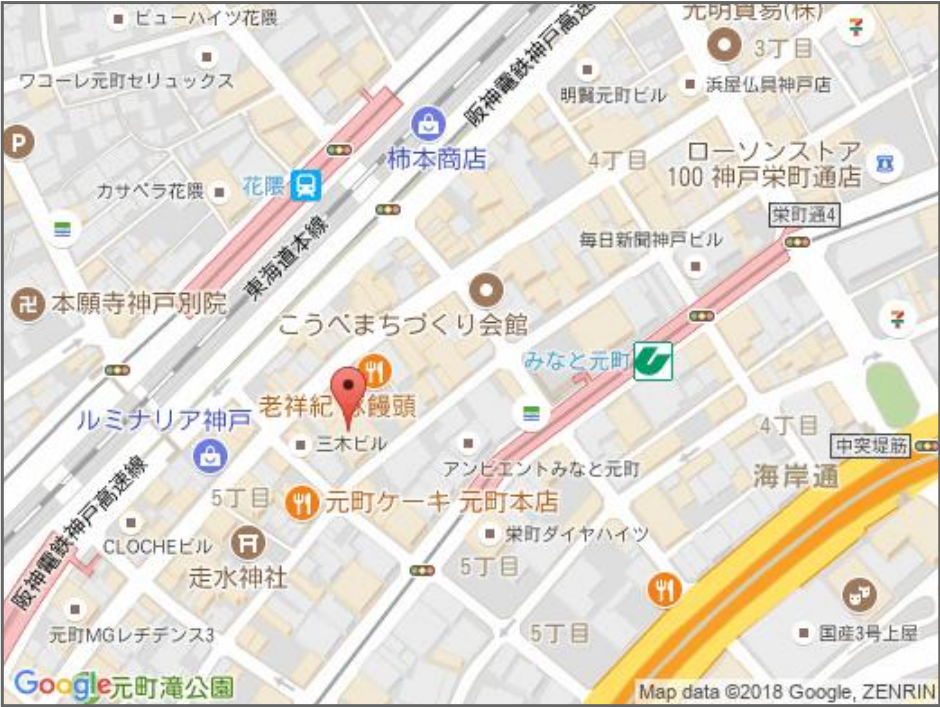 ビューハイツ花隈
光明貿易(株)
3丁目
ワコーレ元町セリュックス
阪神電鉄神戸高速
明賢元町ビル
浜屋仏具神戸店
P
柿本商店
4丁目
ローソンストア
100 神戸栄町通店
カサベラ花隈
花隈
栄町通4
東海道本線
毎日新聞神戸ビル
本願寺神戸別院
こうべまちづくり会館
みなと元町
老祥紀
饅頭
ルミナリア神戸
三木ビル
4丁目
中突堤筋
アンビエントみなと元町
海岸通
5丁目
元町ケーキ 元町本店
阪神電鉄神戸高速線
栄町ダイヤハイツ
CLOCHEビル
5丁目
走水神社
元町MGレヂデンス3
5丁目
国産3号上屋
Google
元町滝公園
Map data ©2018 Google, ZENRIN